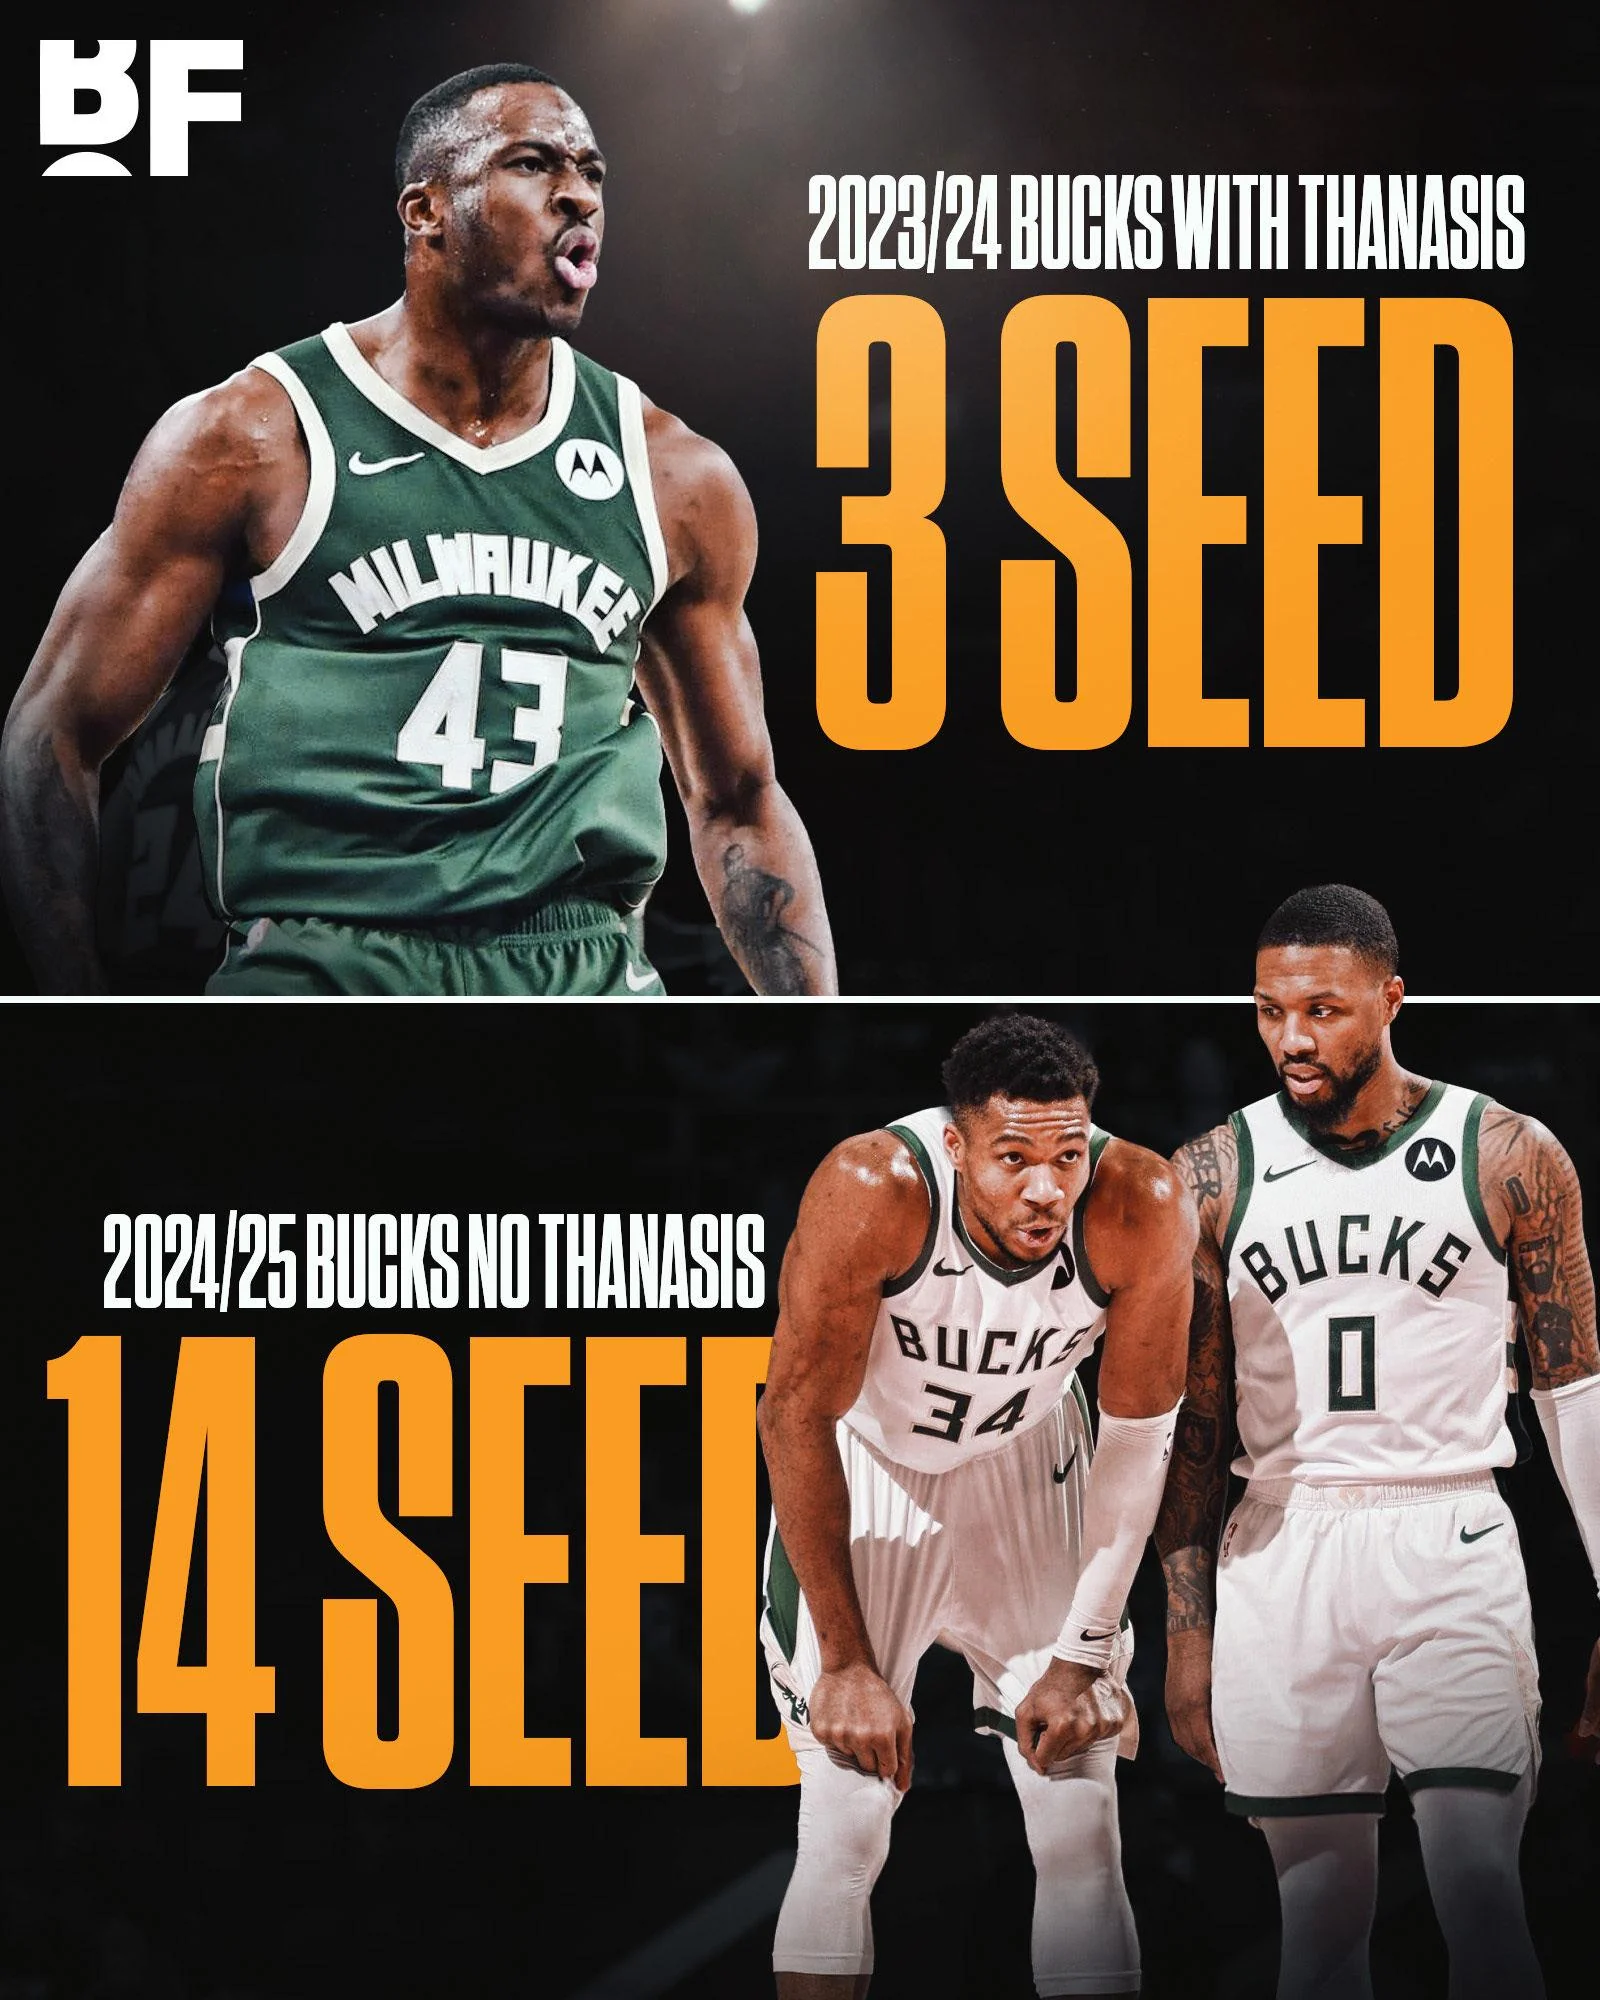 BF
2023/24 BUCKS WITH THANASIS
3 SEED
MILWAUKEE
43
2024/25 BUCKS NO THANASIS
14 SEED
BUCKS
34
BUCKS
0